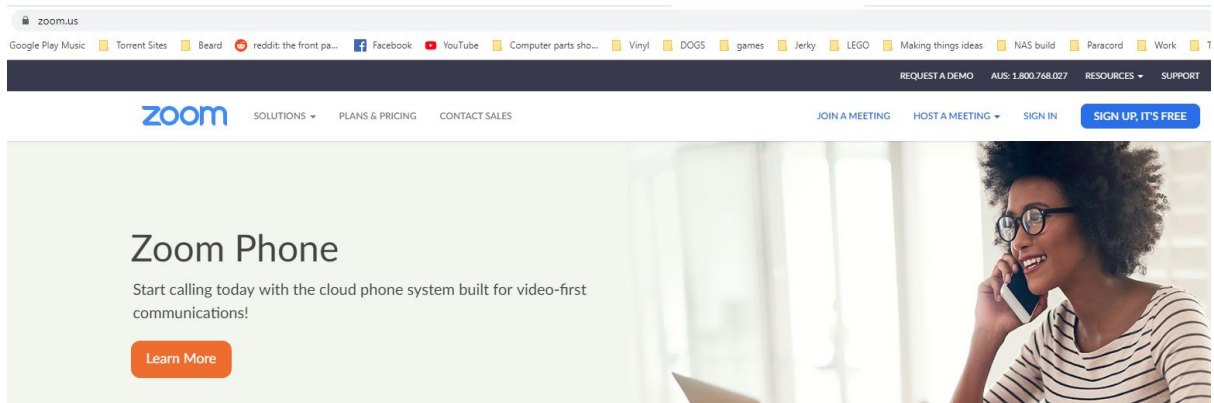 zoom.us
Google Play Music Torrent Sites Beard reddit: the front pa... Facebook YouTube Computer parts sho... Vinyl DOGS games Jerky LEGO Making things ideas NAS build Paracord Work T
REQUEST A DEMO AUS: 1.800.768.027 RESOURCES SUPPORT
zoom SOLUTIONS PLANS & PRICING CONTACT SALES JOIN A MEETING HOST A MEETING SIGN IN SIGN UP, IT'S FREE
Zoom Phone
Start calling today with the cloud phone system built for video-first
communications!
Learn More